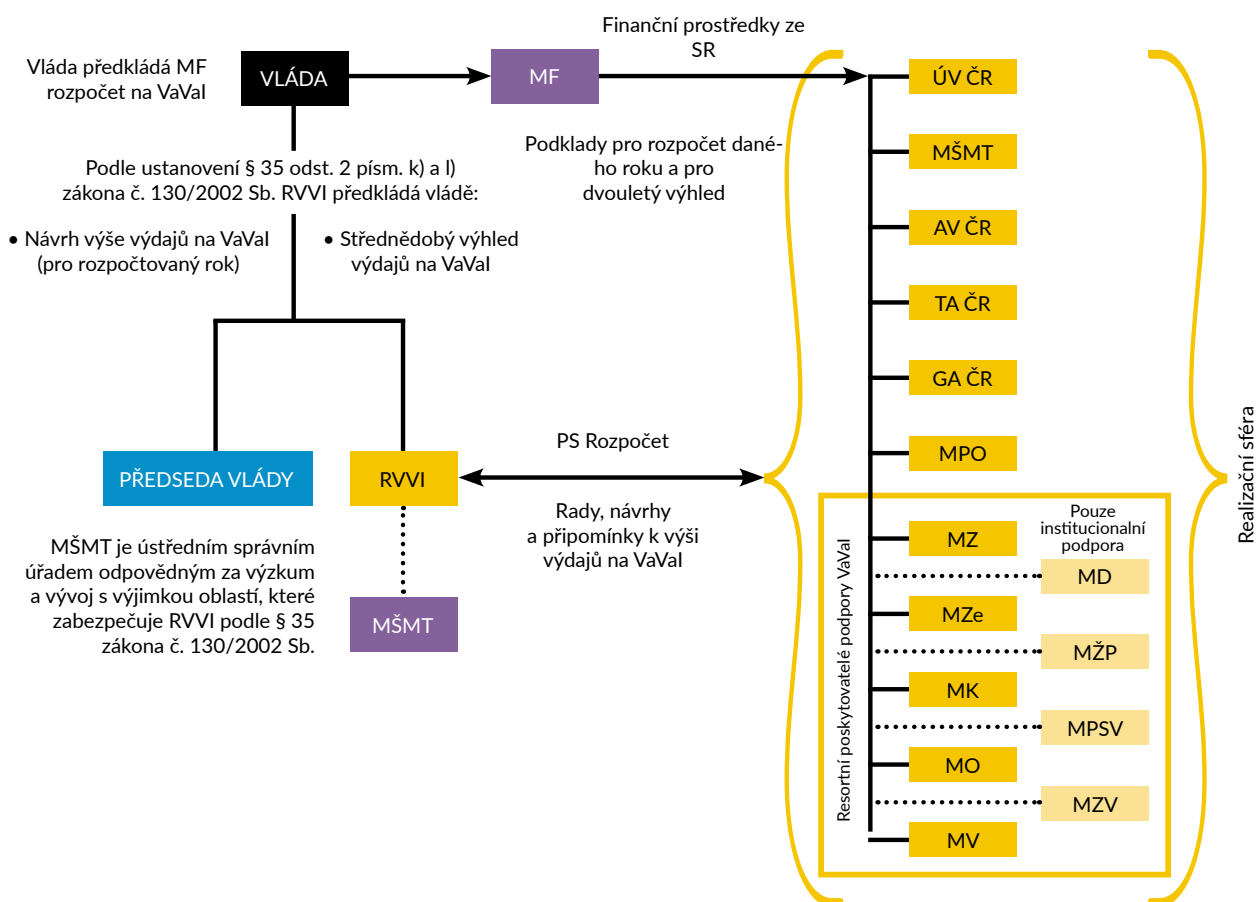 Vláda předkládá MF
rozpočet na VaVaI
VLÁDA
MF
Finanční prostředky ze
SR
Podklady pro rozpočet dané-
ho roku a pro
dvouletý výhled
Podle ustanovení § 35 odst. 2 písm. k) a l)
zákona č. 130/2002 Sb. RVVI předkládá vládě:
• Návrh výše výdajů na VaVaI
(pro rozpočtovaný rok)
• Střednědobý výhled
výdajů na VaVaI
PŘEDSEDA VLÁDY
RVVI
PS Rozpočet
Rady, návrhy
a připomínky k výši
výdajů na VaVaI
MŠMT je ústředním správním
úřadem odpovědným za výzkum
a vývoj s výjimkou oblastí, které
zabezpečuje RVVI podle § 35
zákona č. 130/2002 Sb.
MŠMT
ÚV ČR
MŠMT
AV ČR
TA ČR
GA ČR
MPO
Resortní poskytovatelé podpory VaVaI
MZ
MZe
MK
MO
MV
Pouze
institucionalní
podpora
MD
MŽP
MPSV
MZV
Realizační sféra